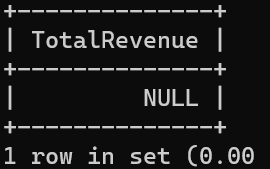 +--------------+
| TotalRevenue |
+--------------+
|         NULL |
+--------------+
1 row in set (0.00